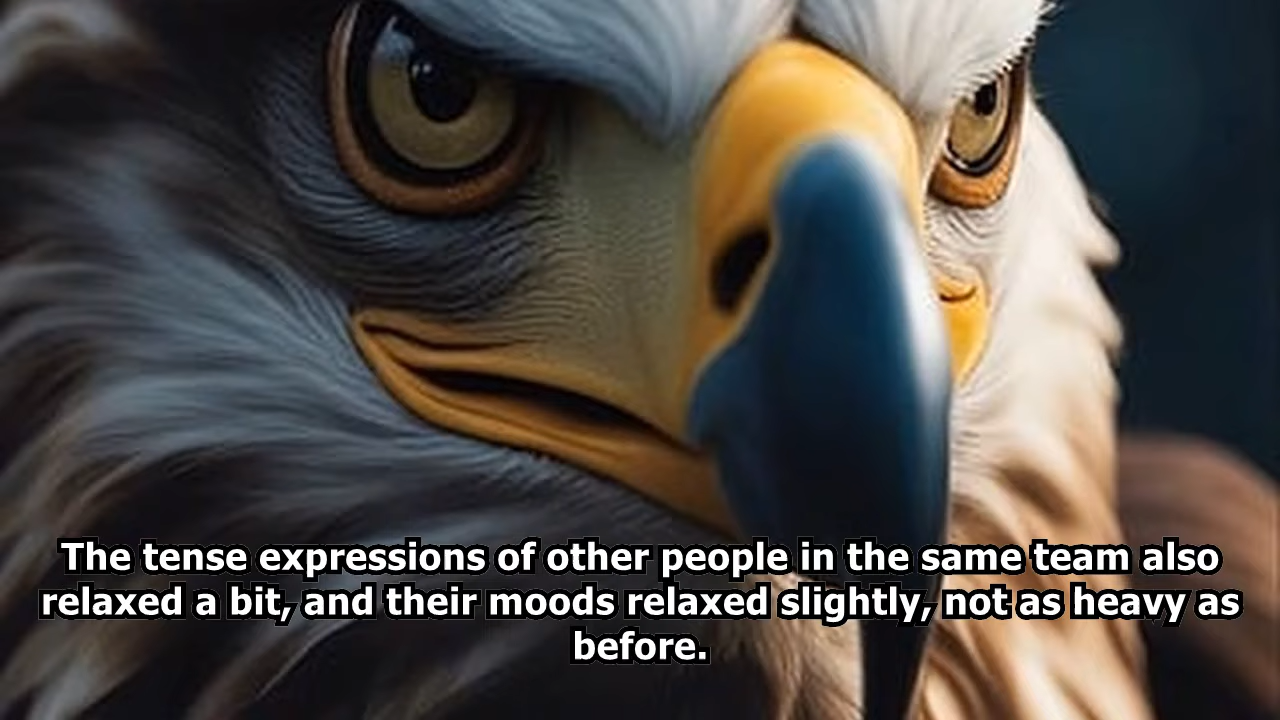 The tense expressions of other people in the same team also
relaxed a bit, and their moods relaxed slightly, not as heavy as
before.